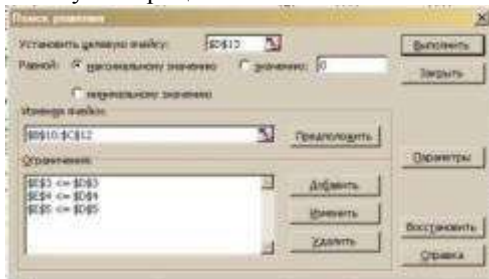 Поиск решения
Установить целевую ячейку: $D$13 Выполнить
Равной: максимальному значению значению: 0 Закрыть
минимальному значению
Изменяя ячейки:
$B$10:$C$12 Предположить
Ограничения: Параметры
$E$3 <= $D$3 Добавить
$E$4 <= $D$4 Изменить
$E$5 <= $D$5
Удалить Восстановить
Справка